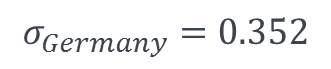 σGermany = 0.352